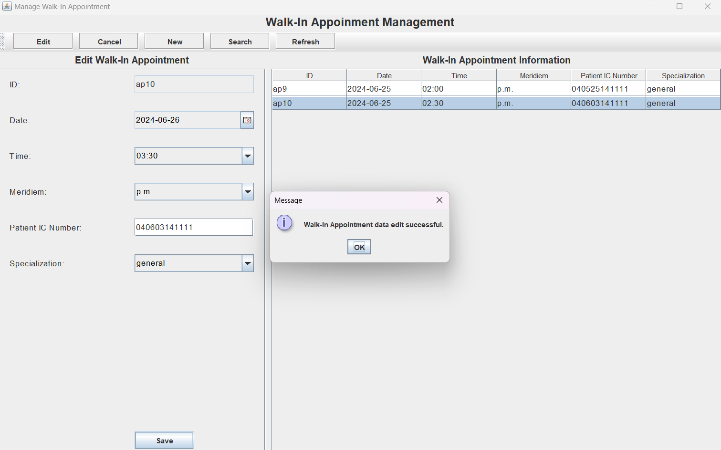 Manage Walk-In Appointment
Walk-In Appoinment Management
Edit Cancel New Search Refresh
Edit Walk-In Appointment
ID: ap10
Date: 2024-06-26
Time: 03:30
Meridiem: p.m
Patient IC Number: 040603141111
Specialization: general
Save
Walk-In Appointment Information
ID Date Time Meridiem Patient IC Number Specialization
ap9 2024-06-25 02:00 p.m. 040525141111 general
ap10 2024-06-25 02:30 p.m. 040603141111 general
Message
Walk-In Appointment data edit successful.
OK